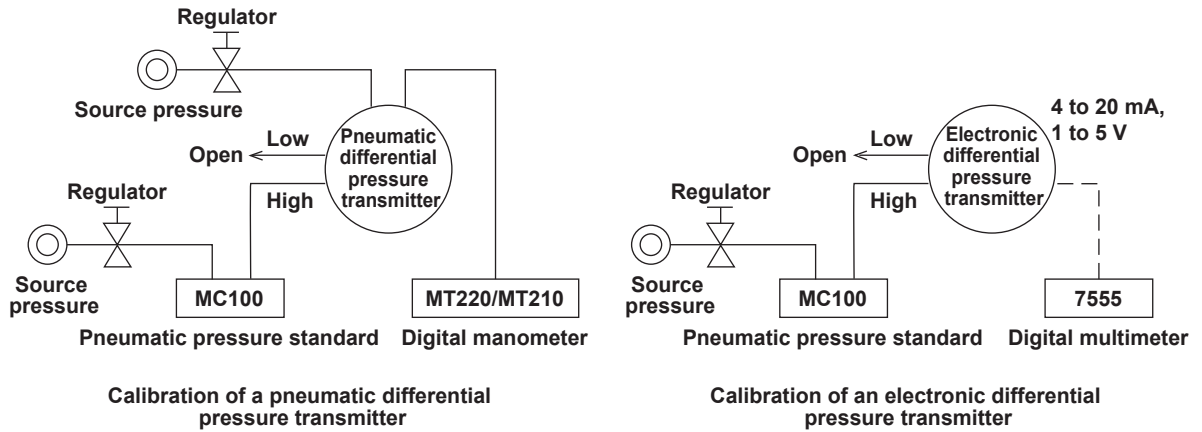 Regulator
Source pressure
Open
Low
Pneumatic
differential
pressure
transmitter
Regulator
High
Source
pressure
MC100
MT220/MT210
Pneumatic pressure standard
Digital manometer
Calibration of a pneumatic differential
pressure transmitter
4 to 20 mA,
1 to 5 V
Open
Low
Electronic
differential
pressure
transmitter
Regulator
High
Source
pressure
MC100
7555
Pneumatic pressure standard
Digital multimeter
Calibration of an electronic differential
pressure transmitter